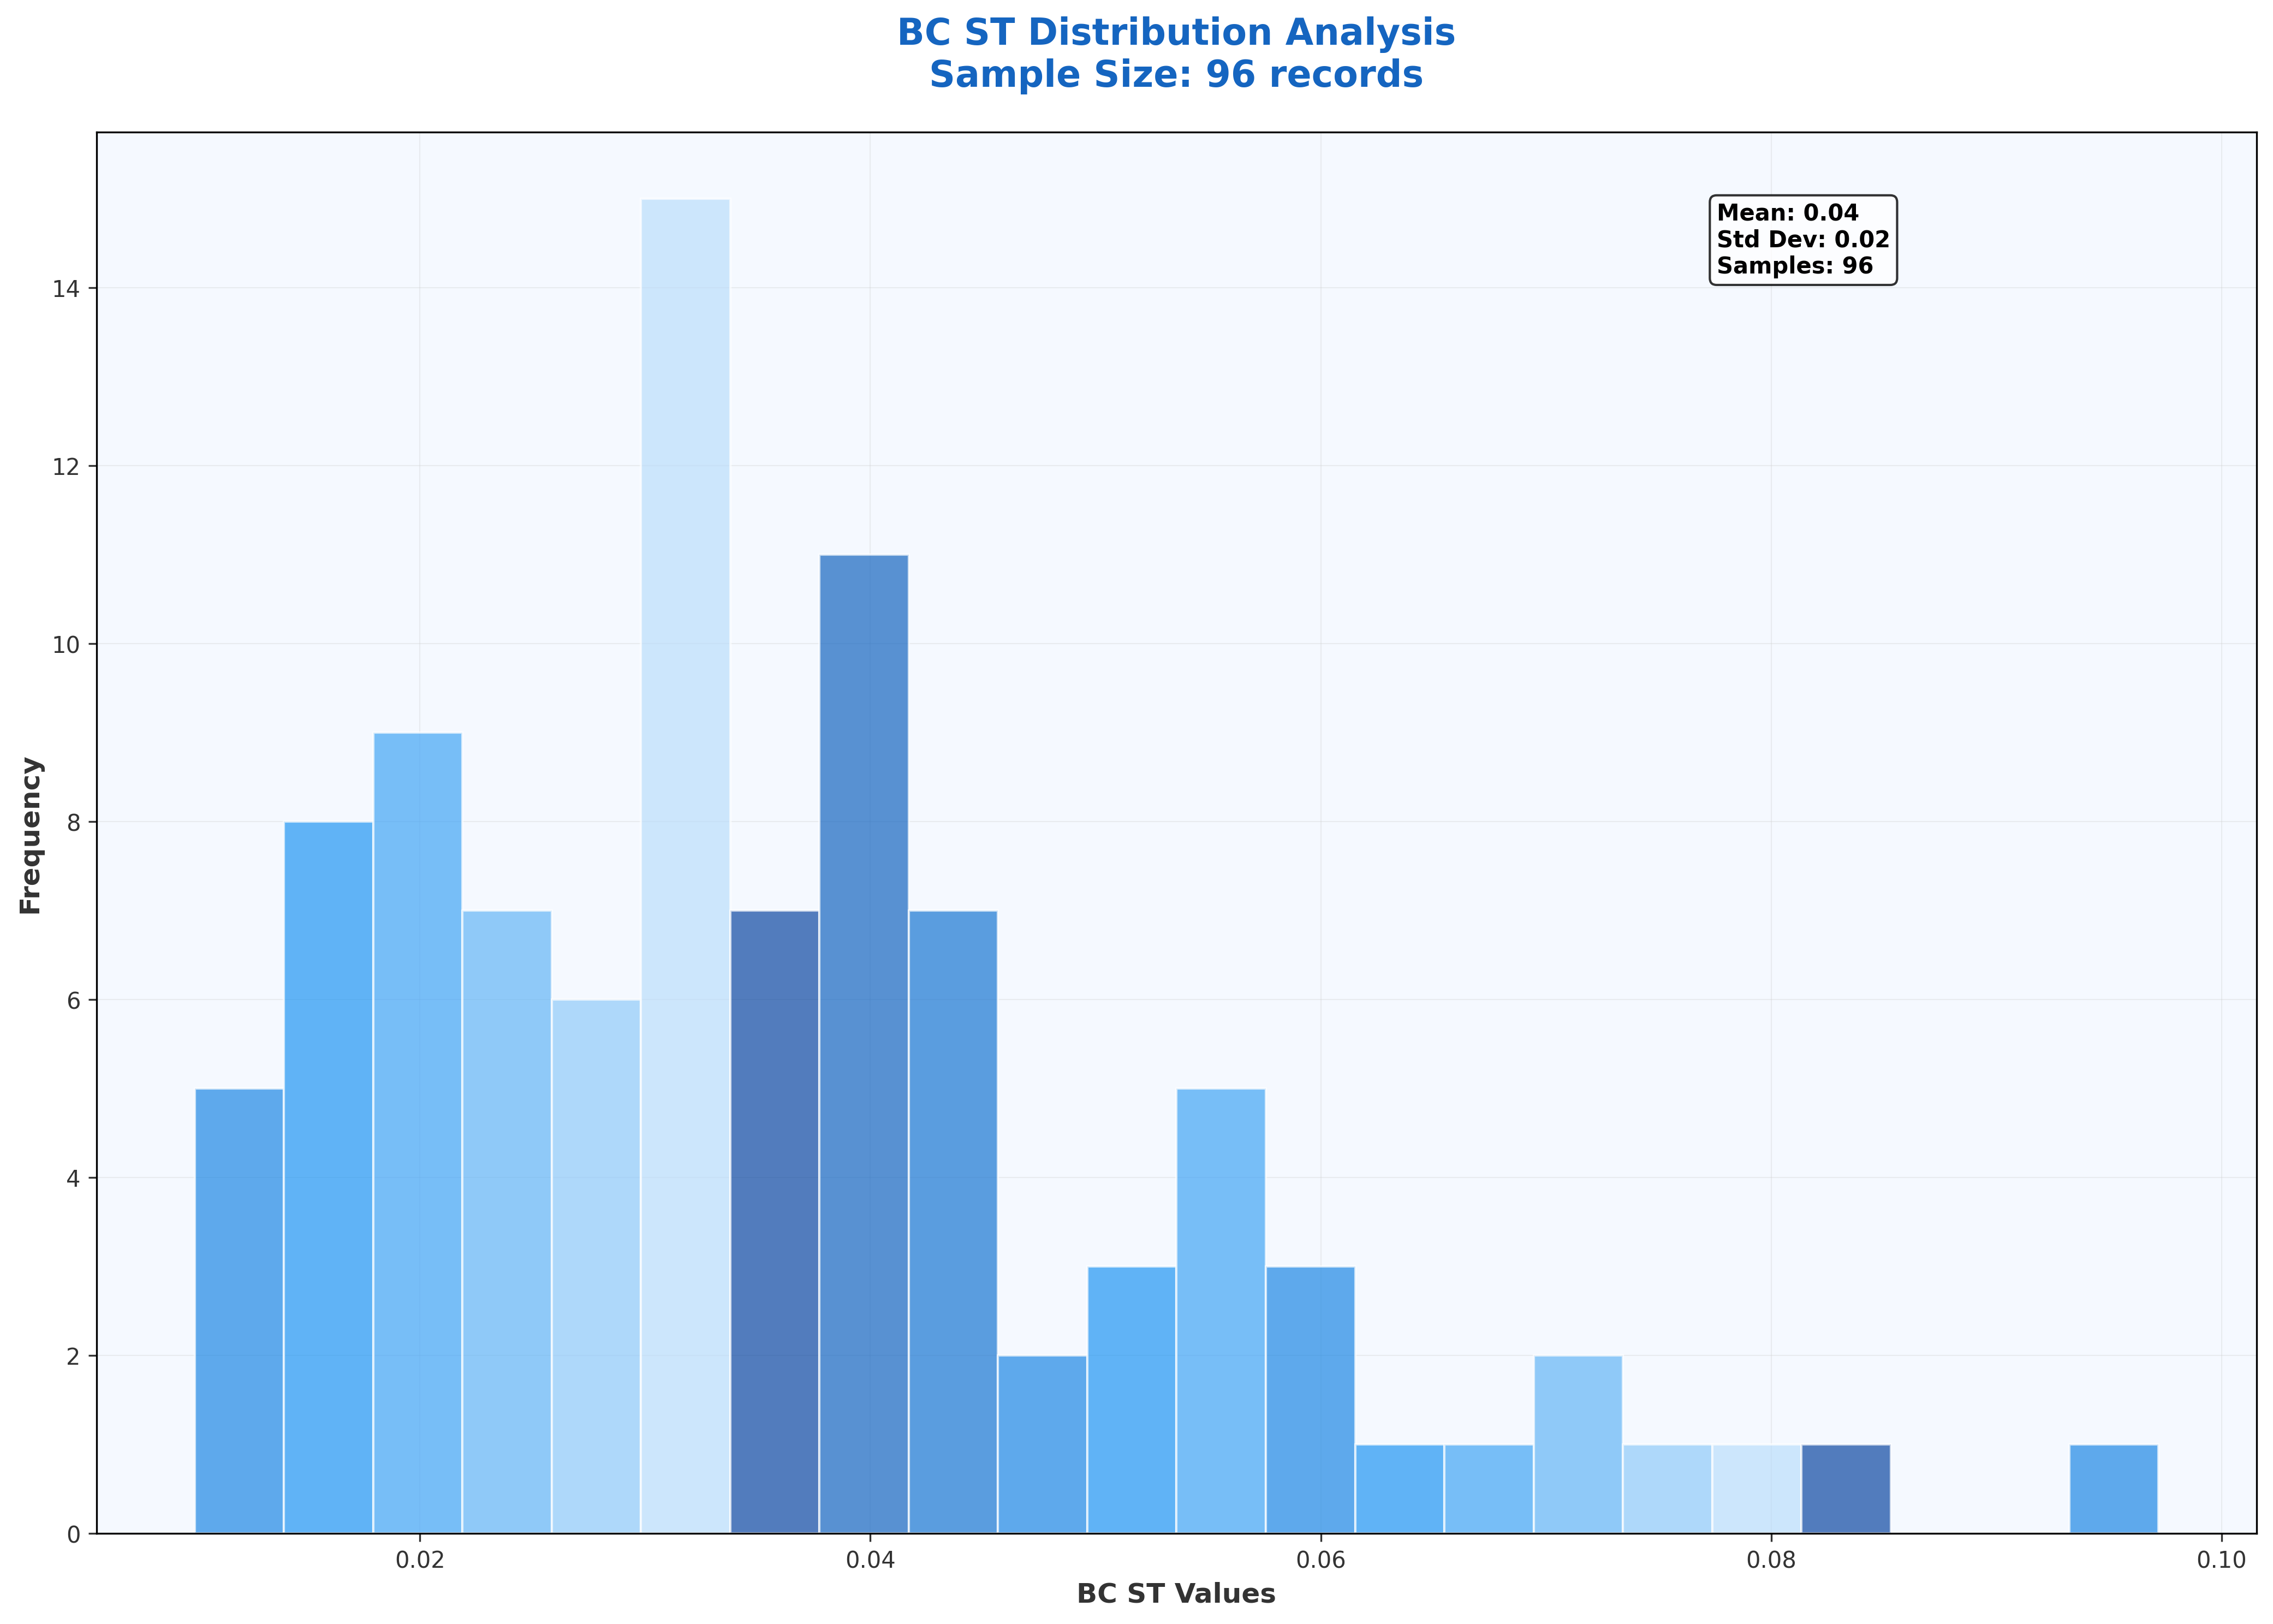 BC ST Distribution Analysis
Sample Size: 96 records
Mean: 0.04
Std Dev: 0.02
Samples: 96
Frequency
14
12
10
8
6
4
2
0
0.02
0.04
0.06
0.08
0.10
BC ST Values